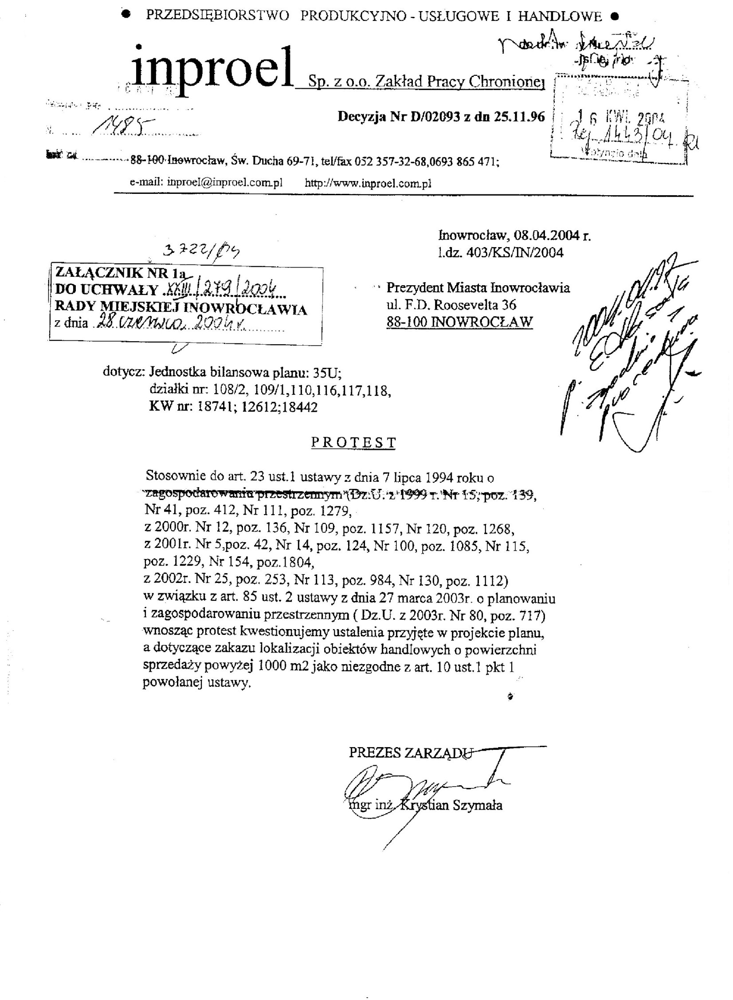 • PRZEDSIĘBIORSTWO PRODUKCYJNO - USŁUGOWE I HANDLOWE •
inproel Sp. z o.o. Zakład Pracy Chronionej
Decyzja Nr D/02093 z dn 25.11.96
1485
16 KWI. 2004
Rej 1443/04
Wpłynęło dnia
88-100 Inowrocław, Św. Ducha 69-71, tel/fax 052 357-32-68,0693 865 471;
e-mail: inproel@inproel.com.pl http://www.inproel.com.pl
Inowrocław, 08.04.2004 r.
l.dz. 403/KS/IN/2004
3722/04
ZAŁĄCZNIK NR 1a
DO UCHWAŁY XXIII/279/2004
RADY MIEJSKIEJ INOWROCŁAWIA
z dnia 28 czerwca 2004 r.
Prezydent Miasta Inowrocławia
ul. F.D. Roosevelta 36
88-100 INOWROCŁAW
dotycz: Jednostka bilansowa planu: 35U;
działki nr: 108/2, 109/1,110,116,117,118,
KW nr: 18741; 12612;18442
PROTEST
Stosownie do art. 23 ust.1 ustawy z dnia 7 lipca 1994 roku o
zagospodarowaniu przestrzennym (Dz.U. z 1999 r. Nr 15, poz. 139,
Nr 41, poz. 412, Nr 111, poz. 1279,
z 2000r. Nr 12, poz. 136, Nr 109, poz. 1157, Nr 120, poz. 1268,
z 2001r. Nr 5,poz. 42, Nr 14, poz. 124, Nr 100, poz. 1085, Nr 115,
poz. 1229, Nr 154, poz.1804,
z 2002r. Nr 25, poz. 253, Nr 113, poz. 984, Nr 130, poz. 1112)
w związku z art. 85 ust. 2 ustawy z dnia 27 marca 2003r. o planowaniu
i zagospodarowaniu przestrzennym ( Dz.U. z 2003r. Nr 80, poz. 717)
wnosząc protest kwestionujemy ustalenia przyjęte w projekcie planu,
a dotyczące zakazu lokalizacji obiektów handlowych o powierzchni
sprzedaży powyżej 1000 m2 jako niezgodne z art. 10 ust.1 pkt 1
powołanej ustawy.
PREZES ZARZĄDU
mgr inż. Krystian Szymała